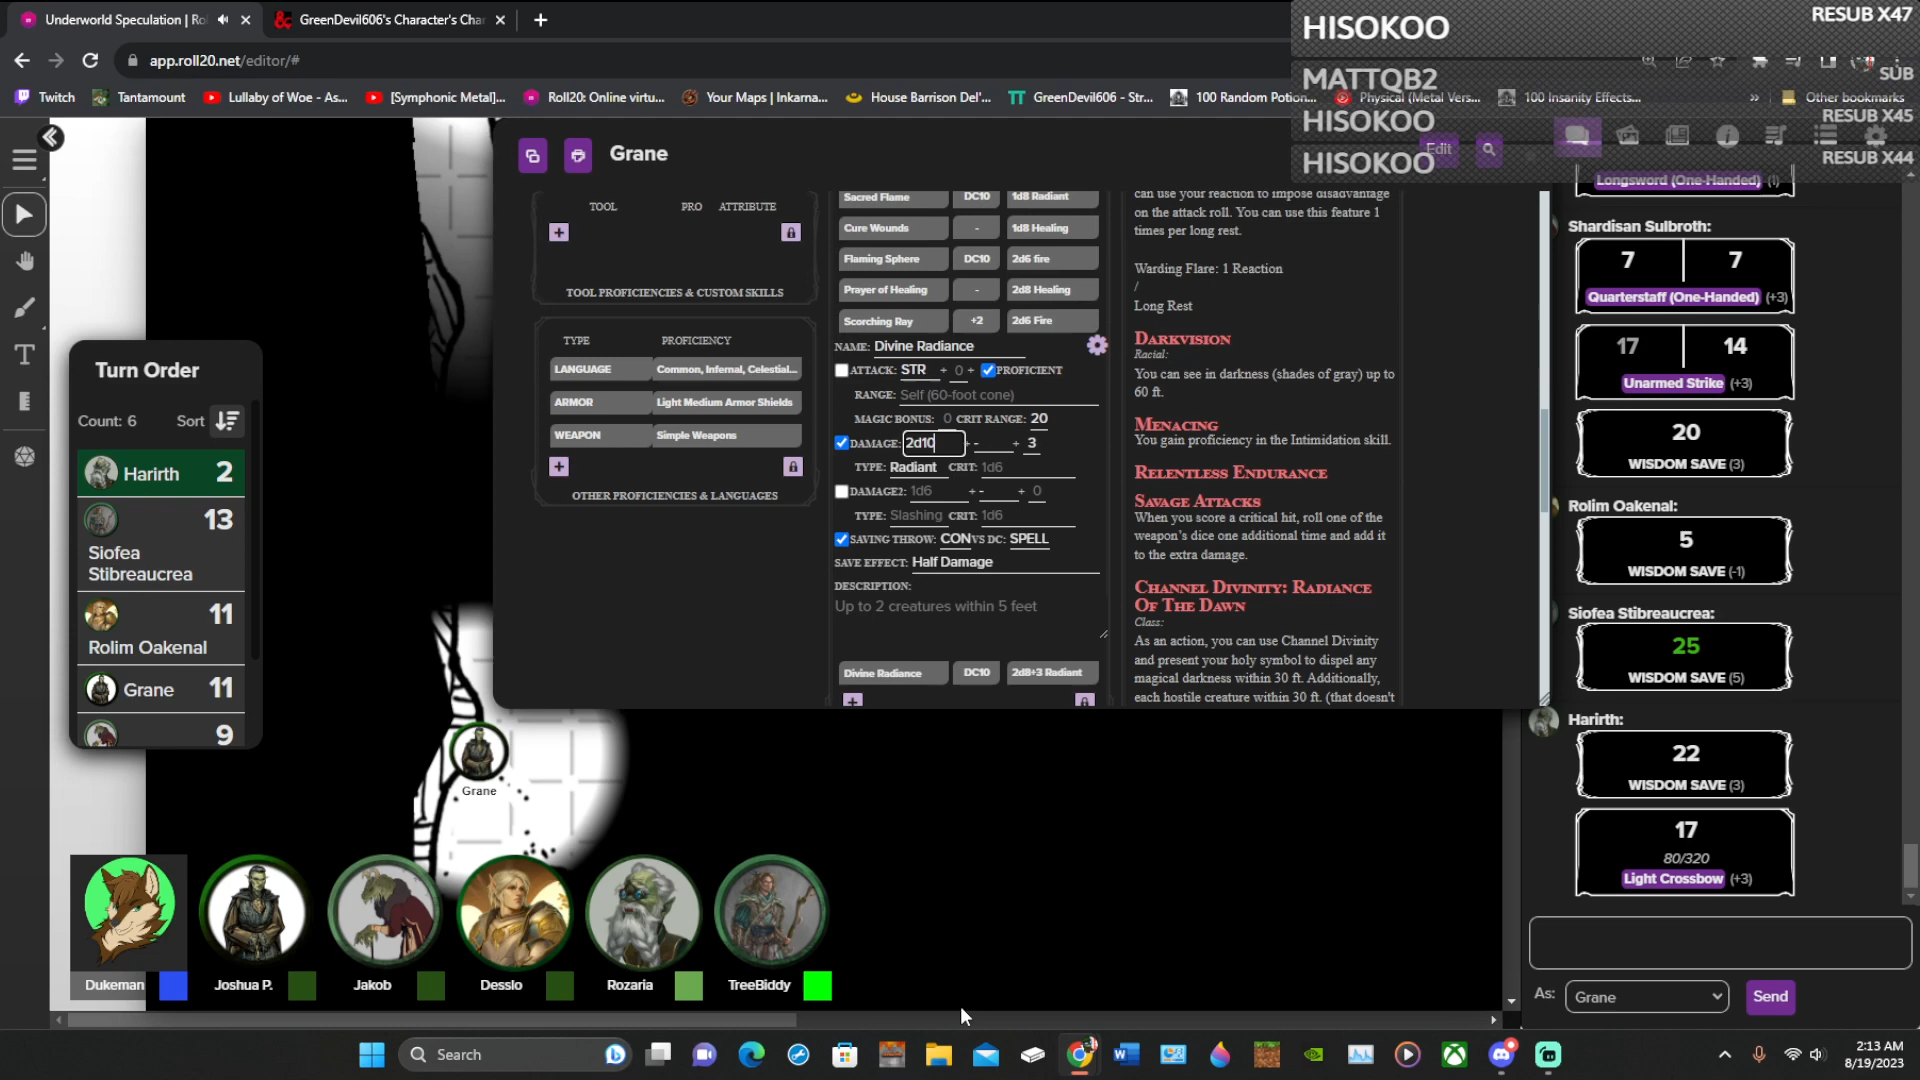 Underworld Speculation | Ro
GreenDevil606's Character's Char
HISOKOO
RESUB X47
app.roll20.net/editor/#
MATTQB2
SUB
Twitch
Tantamount
Lullaby of Woe - As...
[Symphonic Metal]...
Roll20: Online virtu...
Your Maps | Inkarna...
House Barrison Del'...
GreenDevil606 - Str...
100 Random Potion...
Physical (Metal Vers...
100 Insanity Effects...
Other bookmarks
HISOKOO
RESUB X45
HISOKOO
RESUB X44
Grane
Edit
TOOL PRO ATTRIBUTE
TOOL PROFICIENCIES & CUSTOM SKILLS
TYPE PROFICIENCY
LANGUAGE Common, Infernal, Celestial...
ARMOR Light Medium Armor Shields
WEAPON Simple Weapons
OTHER PROFICIENCIES & LANGUAGES
Sacred Flame DC10 1d8 Radiant
Cure Wounds - 1d8 Healing
Flaming Sphere DC10 2d6 fire
Prayer of Healing - 2d8 Healing
Scorching Ray +2 2d6 Fire
NAME: Divine Radiance
ATTACK: STR + 0 + PROFICIENT
RANGE: Self (60-foot cone)
MAGIC BONUS: 0 CRIT RANGE: 20
DAMAGE: 2d10 + - + 3
TYPE: Radiant CRIT: 1d6
DAMAGE2: 1d6 + - + 0
TYPE: Slashing CRIT: 1d6
SAVING THROW: CON VS DC: SPELL
SAVE EFFECT: Half Damage
DESCRIPTION:
Up to 2 creatures within 5 feet
Divine Radiance DC10 2d8+3 Radiant
can use your reaction to impose disadvantage
on the attack roll. You can use this feature 1
times per long rest.
Warding Flare: 1 Reaction
/
Long Rest
DARKVISION
Racial:
You can see in darkness (shades of gray) up to
60 ft.
MENACING
You gain proficiency in the Intimidation skill.
RELENTLESS ENDURANCE
SAVAGE ATTACKS
When you score a critical hit, roll one of the
weapon's dice one additional time and add it
to the extra damage.
CHANNEL DIVINITY: RADIANCE
OF THE DAWN
Class:
As an action, you can use Channel Divinity
and present your holy symbol to dispel any
magical darkness within 30 ft. Additionally,
each hostile creature within 30 ft. (that doesn't
Turn Order
Count: 6 Sort
Harirth 2
13
Siofea
Stibreaucrea
11
Rolim Oakenal
Grane 11
9
Grane
Dukeman
Joshua P.
Jakob
Desslo
Rozaria
TreeBiddy
Longsword (One-Handed) (1)
Shardisan Sulbroth:
7 7
Quarterstaff (One-Handed) (+3)
17 14
Unarmed Strike (+3)
20
WISDOM SAVE (3)
Rolim Oakenal:
5
WISDOM SAVE (-1)
Siofea Stibreaucrea:
25
WISDOM SAVE (5)
Harirth:
22
WISDOM SAVE (3)
17
80/320
Light Crossbow (+3)
As: Grane
Send
Search
2:13 AM
8/19/2023